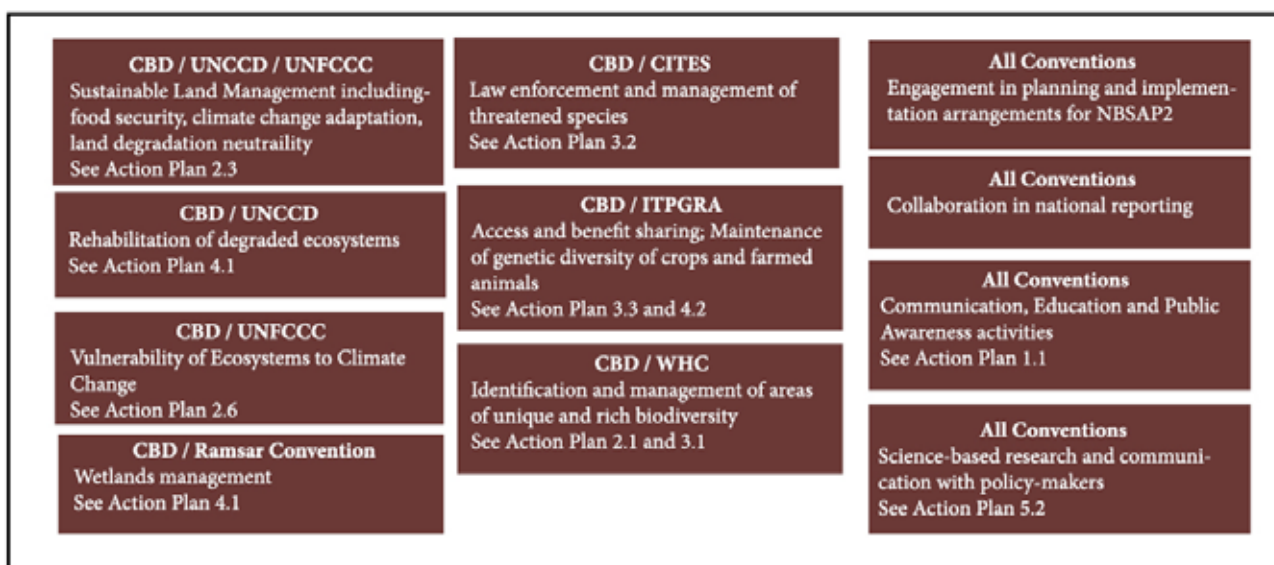 CBD / UNCCD / UNFCCC
Sustainable Land Management including-
food security, climate change adaptation,
land degradation neutraility
See Action Plan 2.3
CBD / UNCCD
Rehabilitation of degraded ecosystems
See Action Plan 4.1
CBD / UNFCCC
Vulnerability of Ecosystems to Climate
Change
See Action Plan 2.6
CBD / Ramsar Convention
Wetlands management
See Action Plan 4.1
CBD / CITES
Law enforcement and management of
threatened species
See Action Plan 3.2
CBD / ITPGRA
Access and benefit sharing; Maintenance
of genetic diversity of crops and farmed
animals
See Action Plan 3.3 and 4.2
CBD / WHC
Identification and management of areas
of unique and rich biodiversity
See Action Plan 2.1 and 3.1
All Conventions
Engagement in planning and implemen-
tation arrangements for NBSAP2
All Conventions
Collaboration in national reporting
All Conventions
Communication, Education and Public
Awareness activities
See Action Plan 1.1
All Conventions
Science-based research and communi-
cation with policy-makers
See Action Plan 5.2